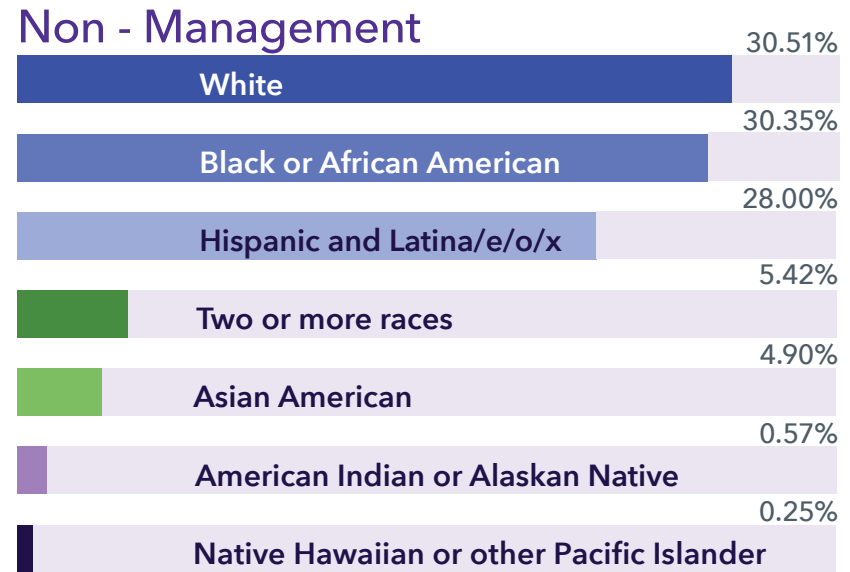 Non - Management
30.51%
White
30.35%
Black or African American
28.00%
Hispanic and Latina/e/o/x
5.42%
Two or more races
4.90%
Asian American
0.57%
American Indian or Alaskan Native
0.25%
Native Hawaiian or other Pacific Islander